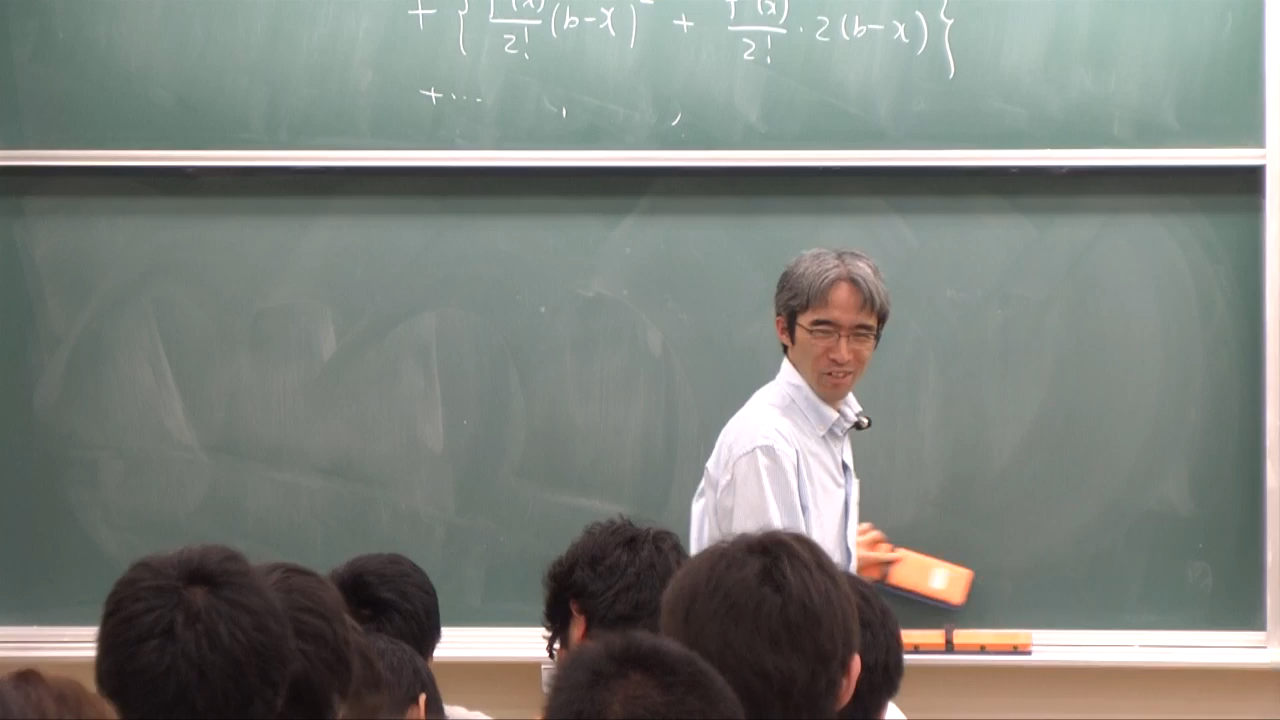 + { f''(x)/2! (b-x)² + f''(x)/2! · 2(b-x) }
+ ... , ,